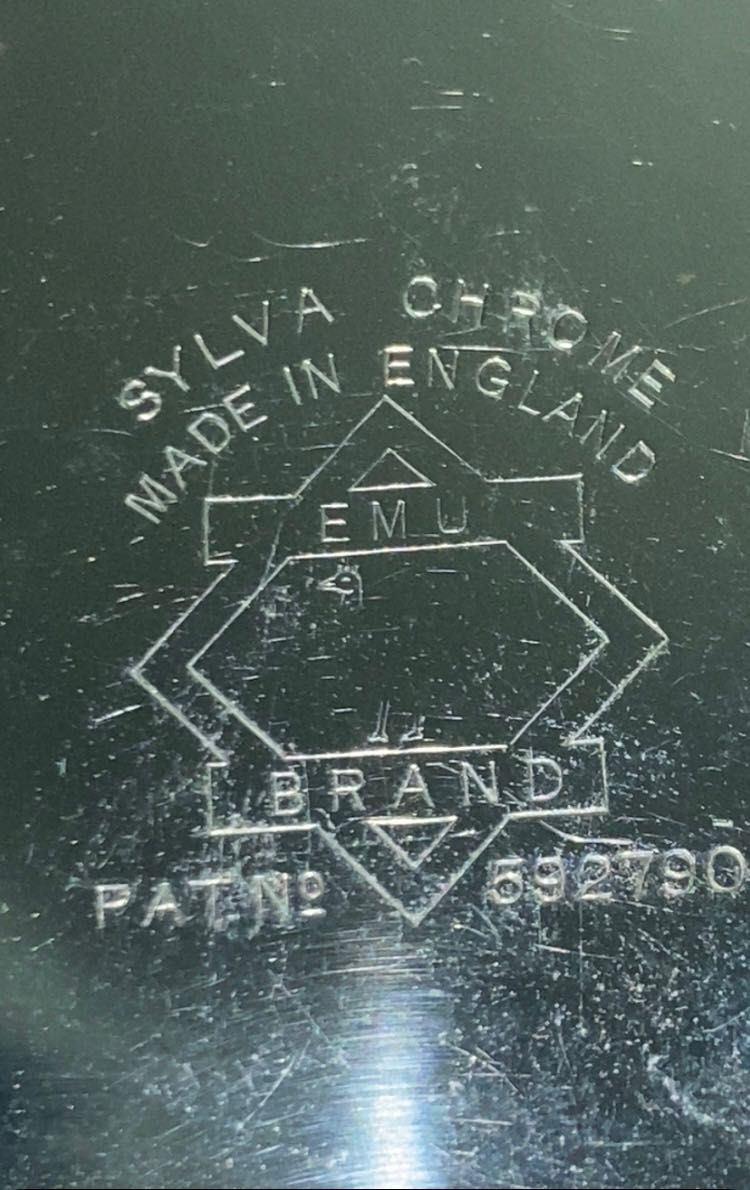 SYLVA CHROME
MADE IN ENGLAND
EMU
BRAND
PAT Nº 592790